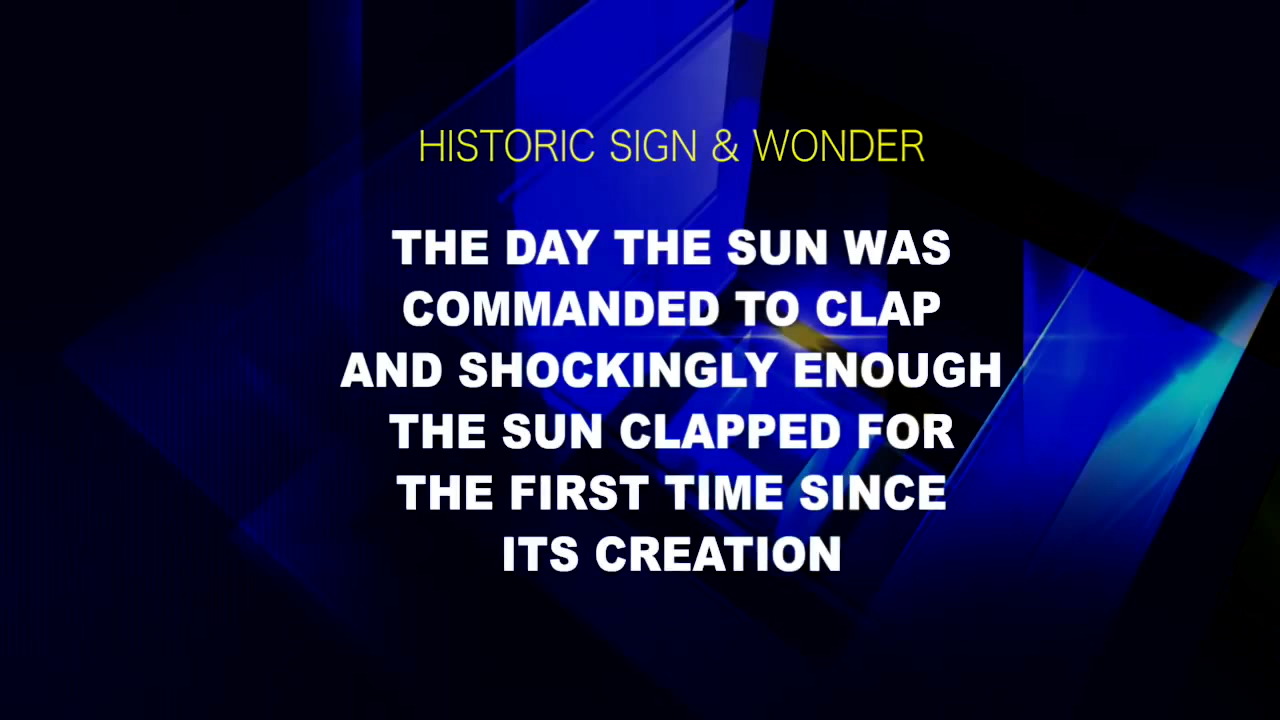 HISTORIC SIGN & WONDER
THE DAY THE SUN WAS
COMMANDED TO CLAP
AND SHOCKINGLY ENOUGH
THE SUN CLAPPED FOR
THE FIRST TIME SINCE
ITS CREATION